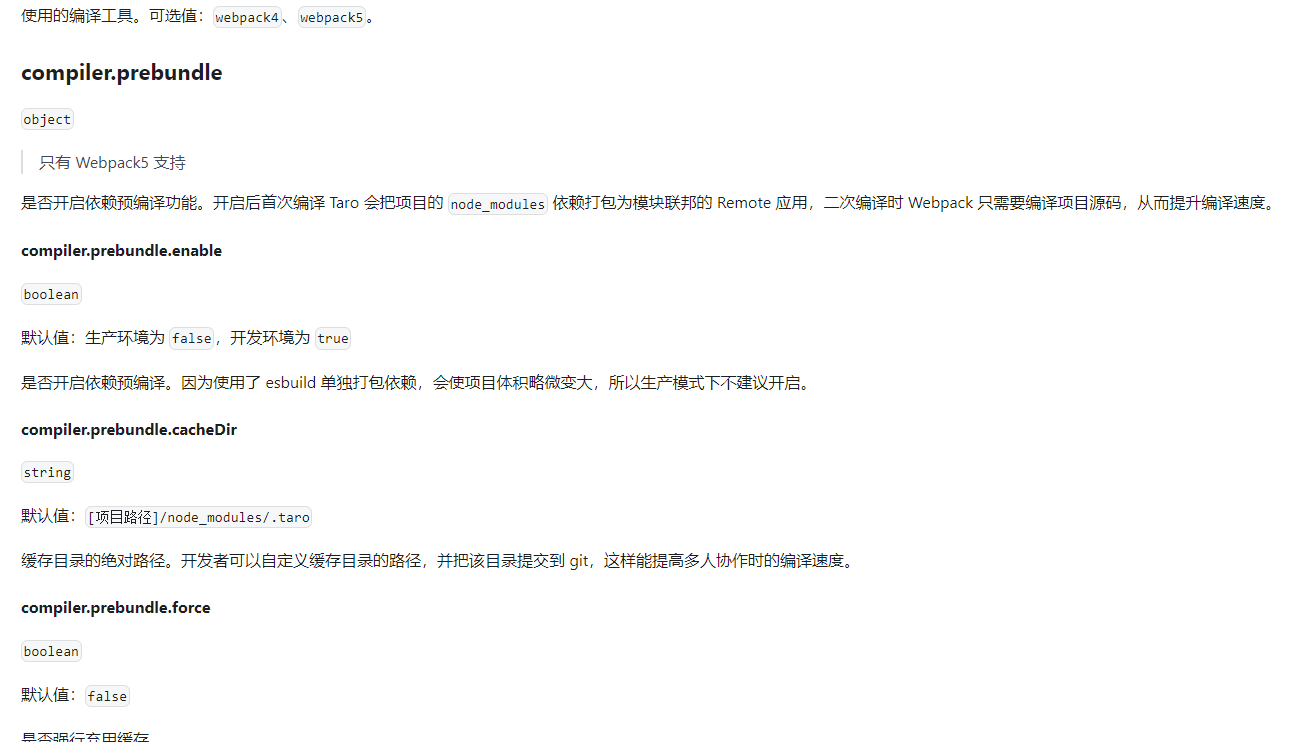 使用的编译工具。可选值：webpack4、webpack5。
compiler.prebundle
object
只有 Webpack5 支持
是否开启依赖预编译功能。开启后首次编译 Taro 会把项目的 node_modules 依赖打包为模块联邦的 Remote 应用，二次编译时 Webpack 只需要编译项目源码，从而提升编译速度。
compiler.prebundle.enable
boolean
默认值：生产环境为 false，开发环境为 true
是否开启依赖预编译。因为使用了 esbuild 单独打包依赖，会使项目体积略微变大，所以生产模式下不建议开启。
compiler.prebundle.cacheDir
string
默认值：[项目路径]/node_modules/.taro
缓存目录的绝对路径。开发者可以自定义缓存目录的路径，并把该目录提交到 git，这样能提高多人协作时的编译速度。
compiler.prebundle.force
boolean
默认值：false
是否强行弃用缓存